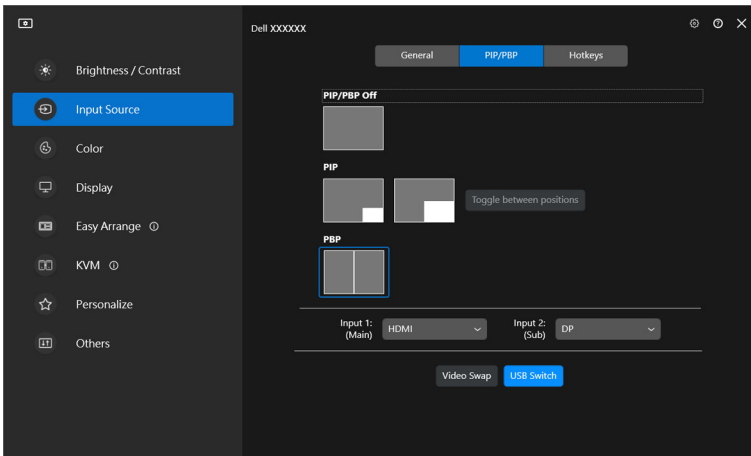 Dell XXXXXX
General PIP/PBP Hotkeys
Brightness / Contrast
Input Source
Color
Display
Easy Arrange
KVM
Personalize
Others
PIP/PBP Off
PIP
Toggle between positions
PBP
Input 1: (Main) HDMI
Input 2: (Sub) DP
Video Swap USB Switch